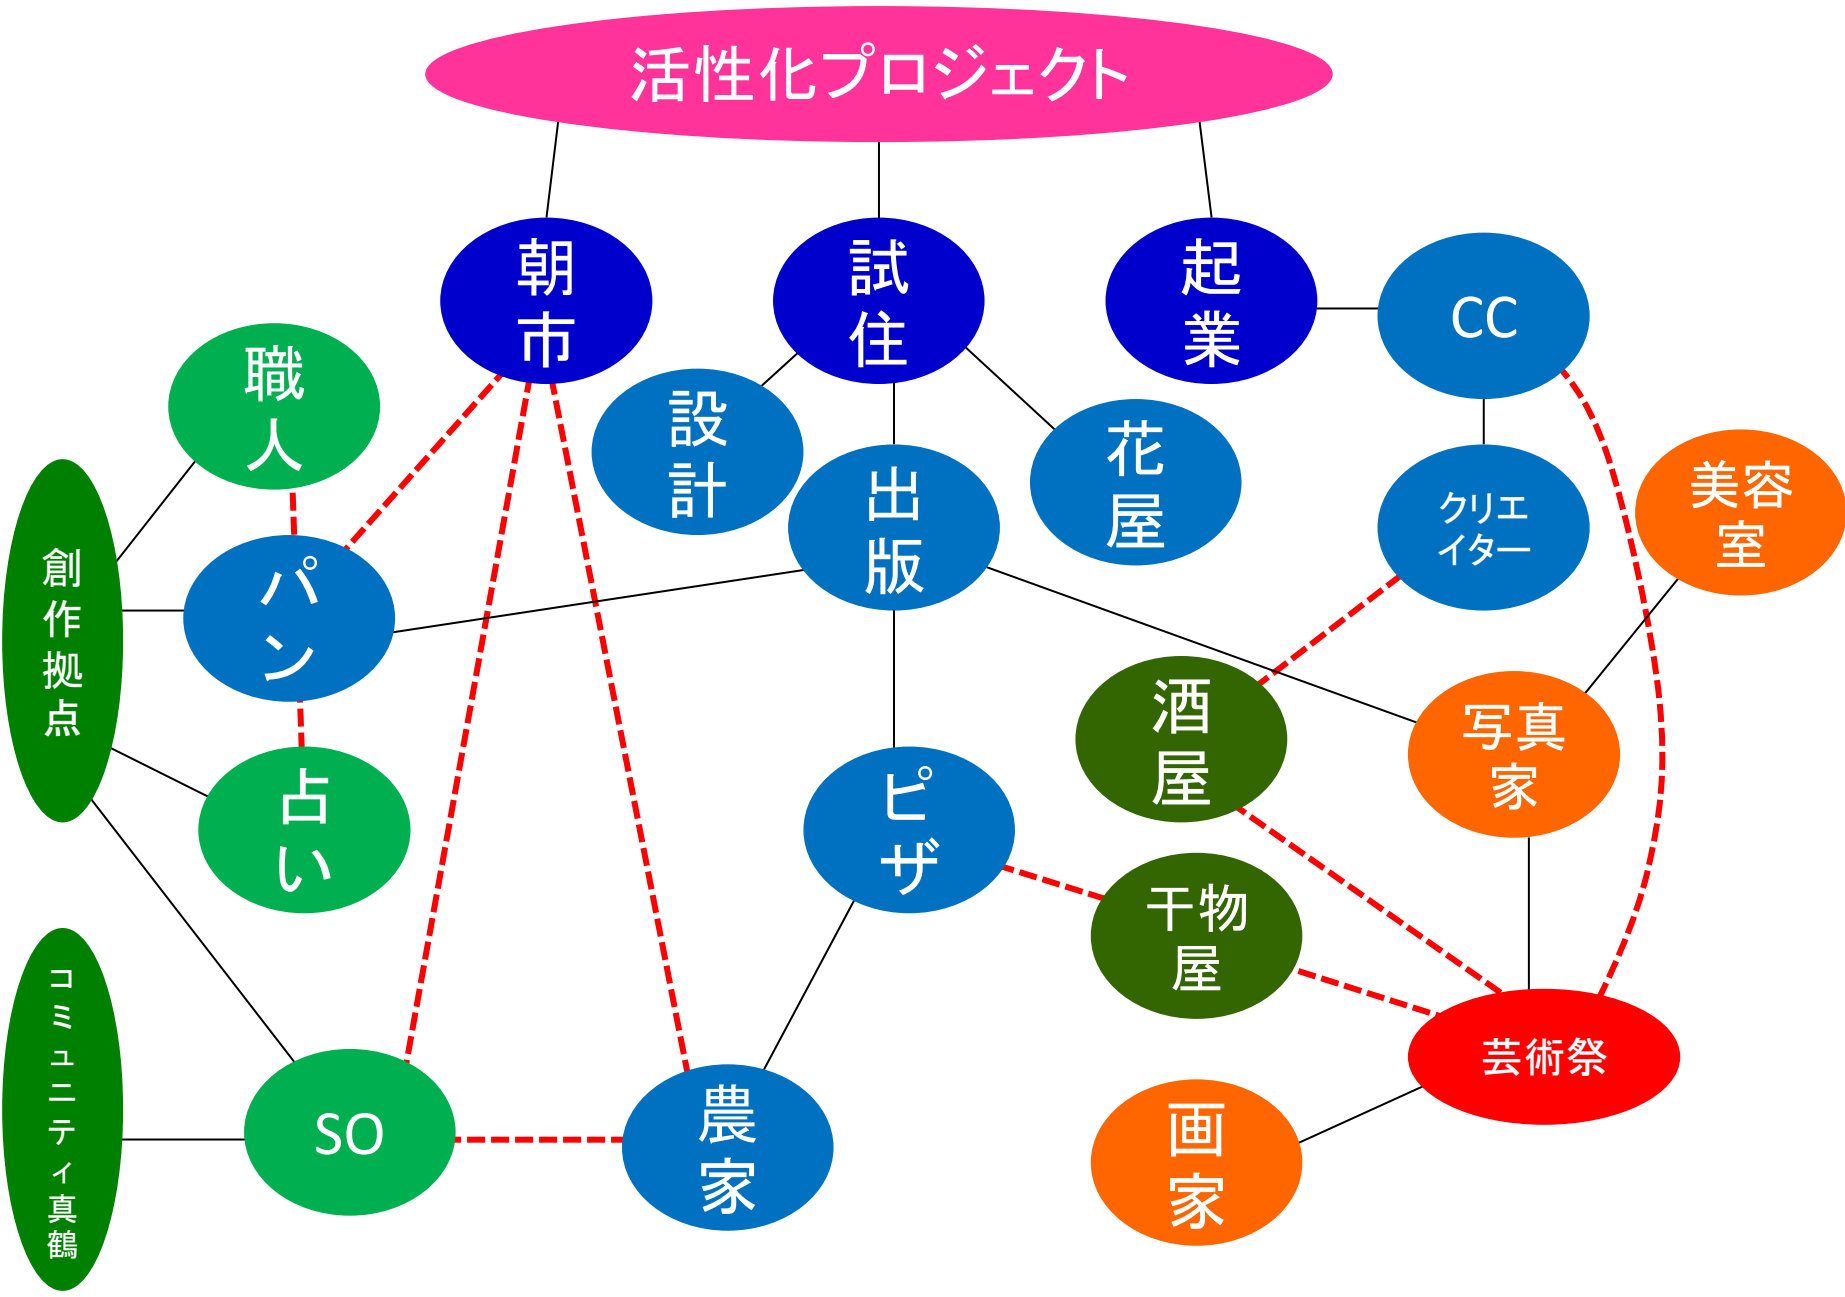 活性化プロジェクト
朝
市
試
住
起
業
CC
職
人
設
計
出
版
花
屋
クリエ
イター
美容
室
創
作
拠
点
パ
ン
占
い
ピ
ザ
酒
屋
写真
家
干物
屋
コ
ミ
ュ
ニ
テ
ィ
真
鶴
SO
農
家
画
家
芸術祭